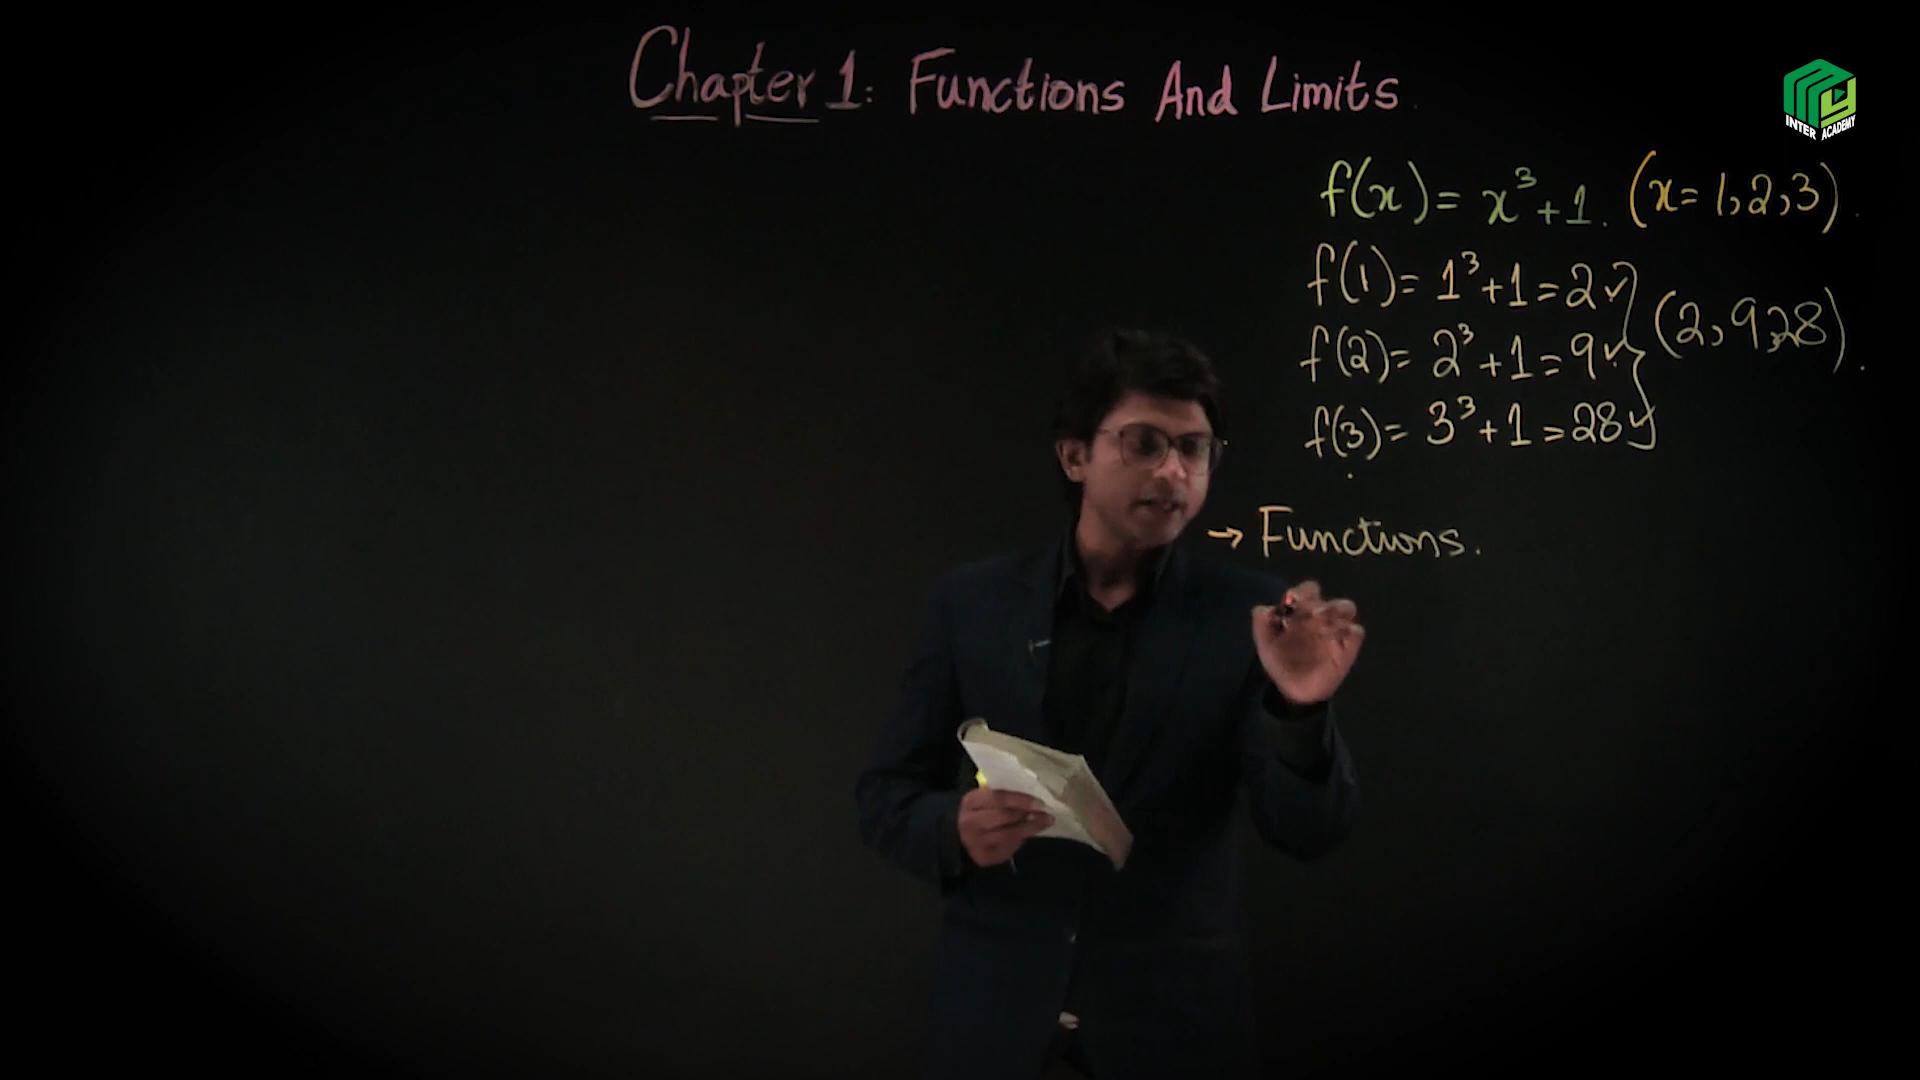 Chapter 1: Functions And Limits.
MY
INTER ACADEMY
f(x) = x³+1. (x=1,2,3).
f(1) = 1³+1=2✓
f(2) = 2³+1=9✓
f(3) = 3³+1=28✓
(2,9,28).
→ Functions.